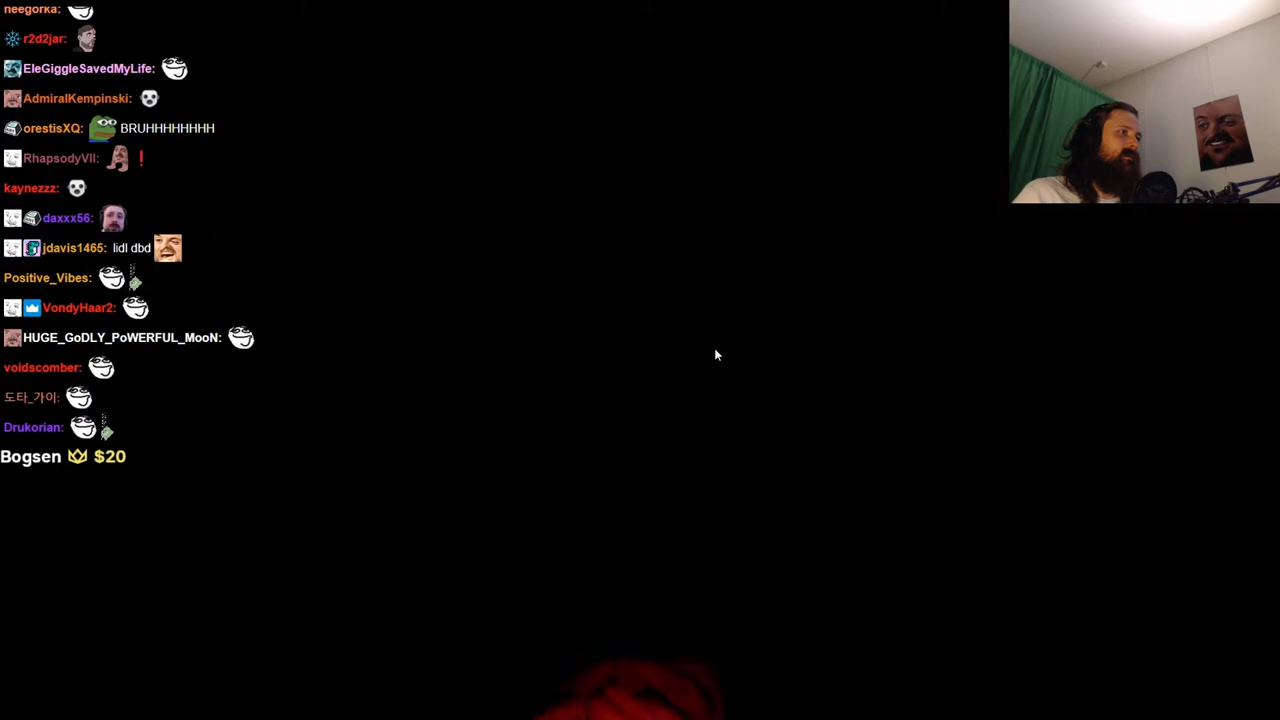 neegorka:
r2d2jar:
EleGiggleSavedMyLife:
AdmiralKempinski:
orestisXQ: BRUHHHHHHHH
RhapsodyVII:
kaynezzz:
daxxx56:
jdavis1465: lidl dbd
Positive_Vibes:
VondyHaar2:
HUGE_GoDLY_PoWERFUL_MooN:
voidscomber:
도타_가이:
Drukorian:
Bogsen $20